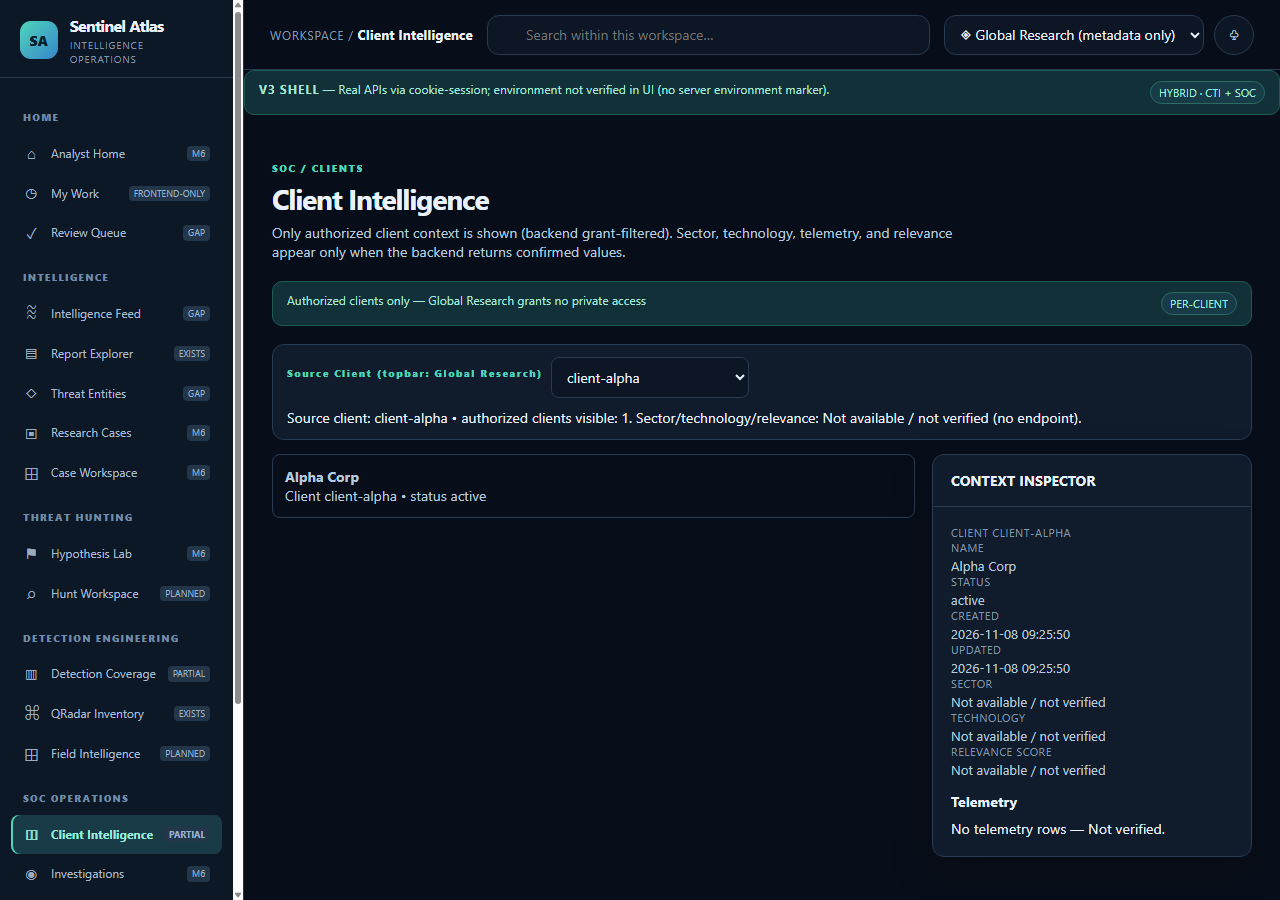 SA
Sentinel Atlas
INTELLIGENCE
OPERATIONS
HOME
Analyst Home M6
My Work FRONTEND-ONLY
Review Queue GAP
INTELLIGENCE
Intelligence Feed GAP
Report Explorer EXISTS
Threat Entities GAP
Research Cases M6
Case Workspace M6
THREAT HUNTING
Hypothesis Lab M6
Hunt Workspace PLANNED
DETECTION ENGINEERING
Detection Coverage PARTIAL
QRadar Inventory EXISTS
Field Intelligence PLANNED
SOC OPERATIONS
Client Intelligence PARTIAL
Investigations M6
WORKSPACE / Client Intelligence
Search within this workspace...
◈ Global Research (metadata only)
V3 SHELL — Real APIs via cookie-session; environment not verified in UI (no server environment marker).
HYBRID · CTI + SOC
SOC / CLIENTS
Client Intelligence
Only authorized client context is shown (backend grant-filtered). Sector, technology, telemetry, and relevance
appear only when the backend returns confirmed values.
Authorized clients only — Global Research grants no private access
PER-CLIENT
Source Client (topbar: Global Research) client-alpha
Source client: client-alpha • authorized clients visible: 1. Sector/technology/relevance: Not available / not verified (no endpoint).
Alpha Corp
Client client-alpha • status active
CONTEXT INSPECTOR
CLIENT CLIENT-ALPHA
NAME
Alpha Corp
STATUS
active
CREATED
2026-11-08 09:25:50
UPDATED
2026-11-08 09:25:50
SECTOR
Not available / not verified
TECHNOLOGY
Not available / not verified
RELEVANCE SCORE
Not available / not verified
Telemetry
No telemetry rows — Not verified.